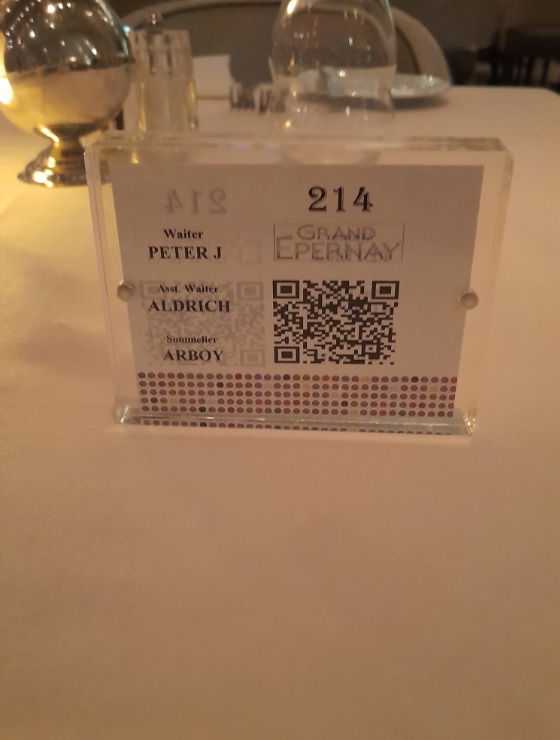 214
GRAND
EPERNAY
Waiter
PETER J
Asst. Waiter
ALDRICH
Sommelier
ARBOY